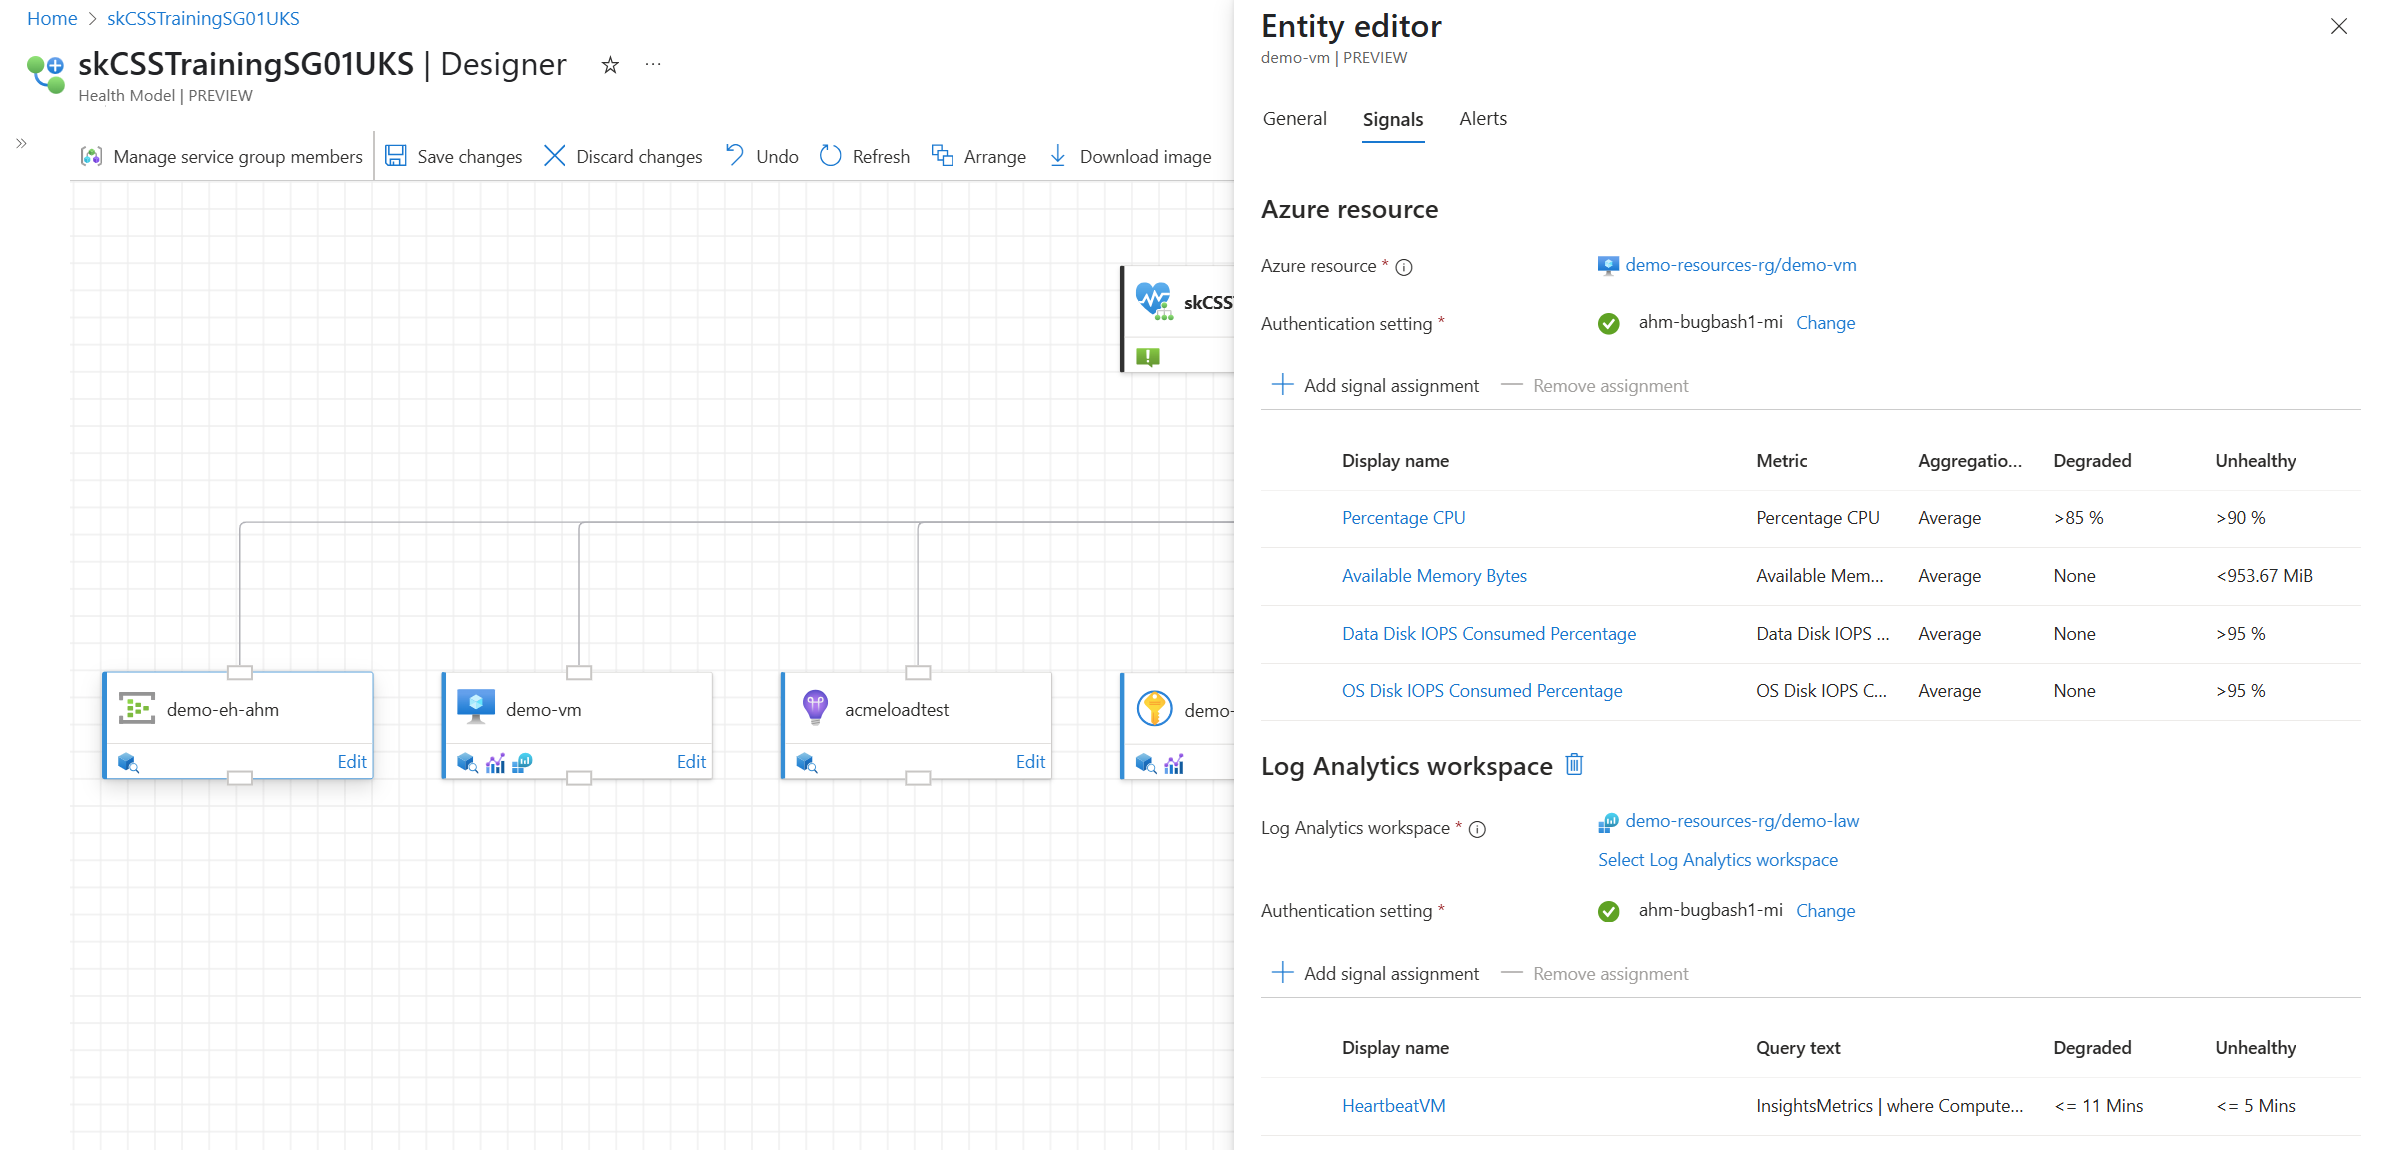 Home > skCSSTrainingSG01UKS
skCSSTrainingSG01UKS | Designer
Health Model | PREVIEW
Manage service group members
Save changes
Discard changes
Undo
Refresh
Arrange
Download image
skCSS
demo-eh-ahm
Edit
demo-vm
Edit
acmeloadtest
Edit
demo-
Entity editor
demo-vm | PREVIEW
General
Signals
Alerts
Azure resource
Azure resource *
demo-resources-rg/demo-vm
Authentication setting *
ahm-bugbash1-mi Change
Add signal assignment
Remove assignment
Display name Metric Aggregatio... Degraded Unhealthy
Percentage CPU Percentage CPU Average >85 % >90 %
Available Memory Bytes Available Mem... Average None <953.67 MiB
Data Disk IOPS Consumed Percentage Data Disk IOPS ... Average None >95 %
OS Disk IOPS Consumed Percentage OS Disk IOPS C... Average None >95 %
Log Analytics workspace
Log Analytics workspace *
demo-resources-rg/demo-law
Select Log Analytics workspace
Authentication setting *
ahm-bugbash1-mi Change
Add signal assignment
Remove assignment
Display name Query text Degraded Unhealthy
HeartbeatVM InsightsMetrics | where Compute... <= 11 Mins <= 5 Mins